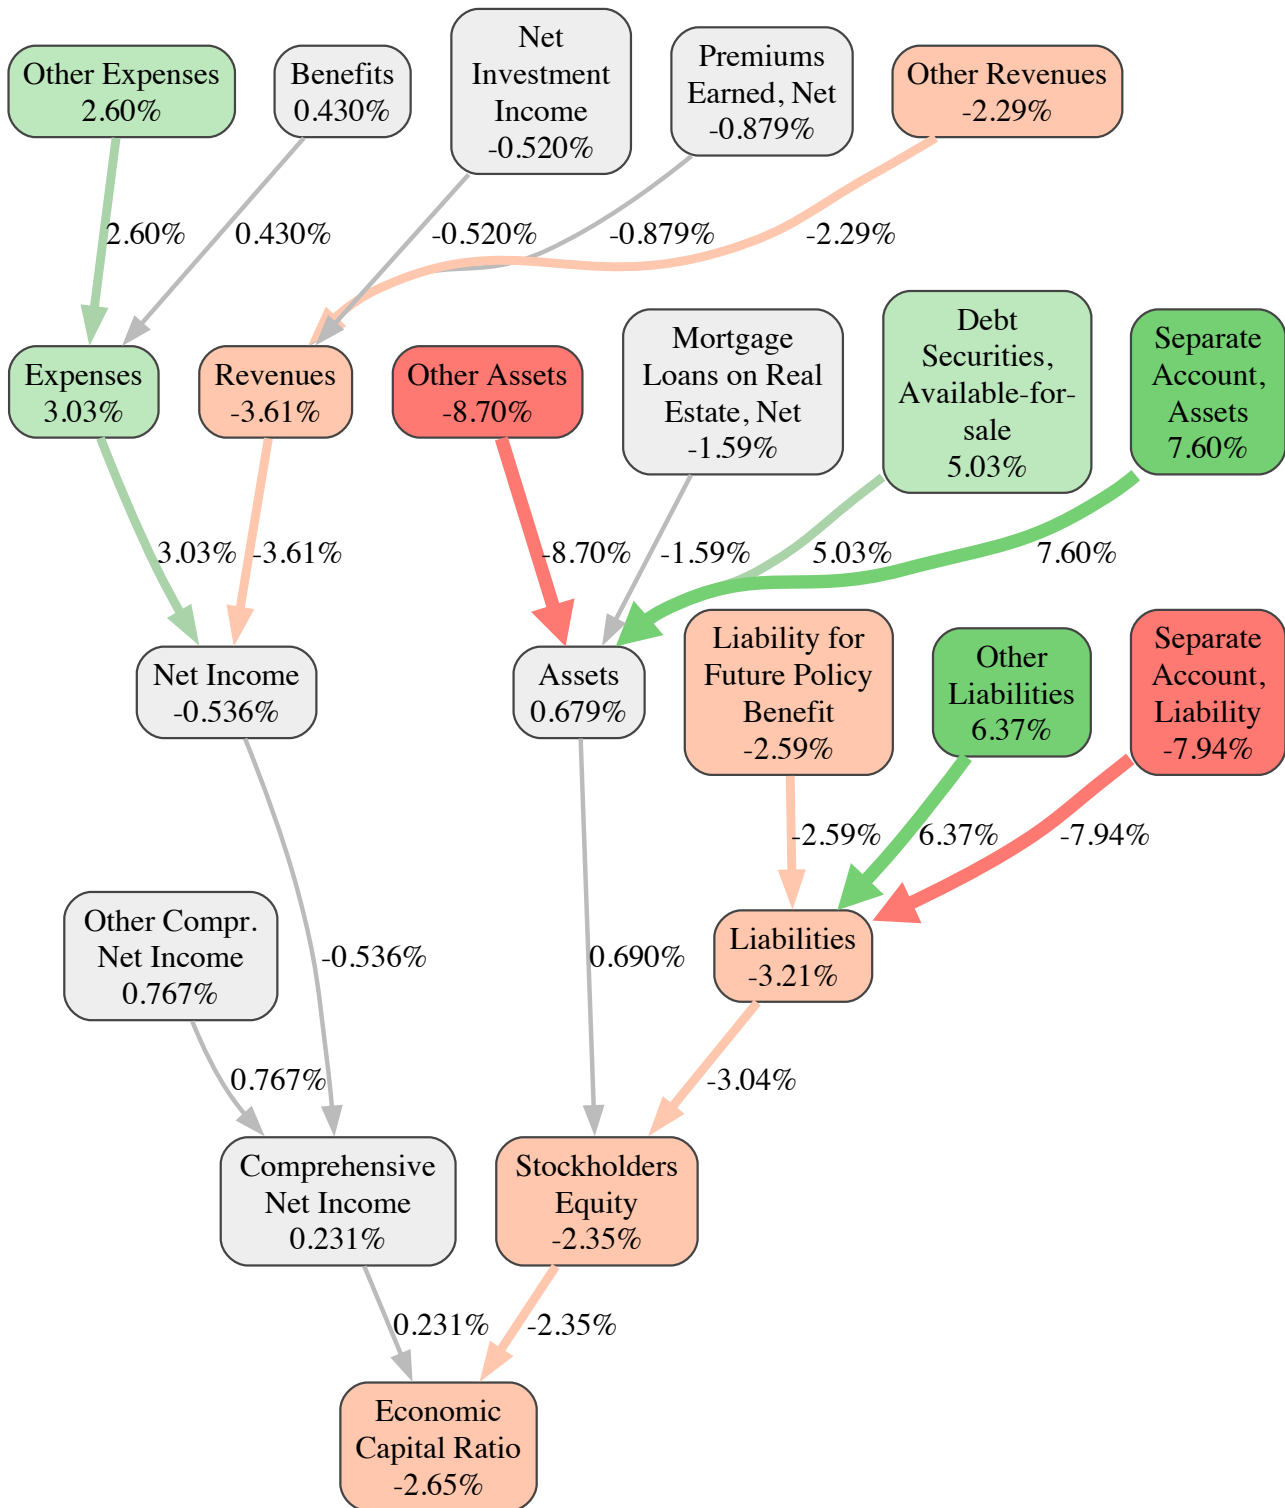 Other Expenses
2.60%
Benefits
0.430%
Net
Investment
Income
-0.520%
Premiums
Earned, Net
-0.879%
Other Revenues
-2.29%
2.60%
0.430%
-0.520%
-0.879%
-2.29%
Expenses
3.03%
Revenues
-3.61%
Other Assets
-8.70%
Mortgage
Loans on Real
Estate, Net
-1.59%
Debt
Securities,
Available-for-
sale
5.03%
Separate
Account,
Assets
7.60%
3.03%
-3.61%
-8.70%
-1.59%
5.03%
7.60%
Net Income
-0.536%
Assets
0.679%
Liability for
Future Policy
Benefit
-2.59%
Other
Liabilities
6.37%
Separate
Account,
Liability
-7.94%
-2.59%
6.37%
-7.94%
Other Compr.
Net Income
0.767%
-0.536%
0.690%
Liabilities
-3.21%
0.767%
-3.04%
Comprehensive
Net Income
0.231%
Stockholders
Equity
-2.35%
0.231%
-2.35%
Economic
Capital Ratio
-2.65%